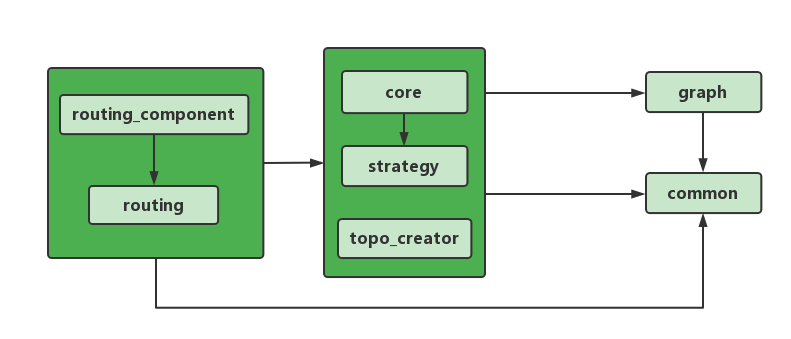 routing_component
routing
core
strategy
topo_creator
graph
common